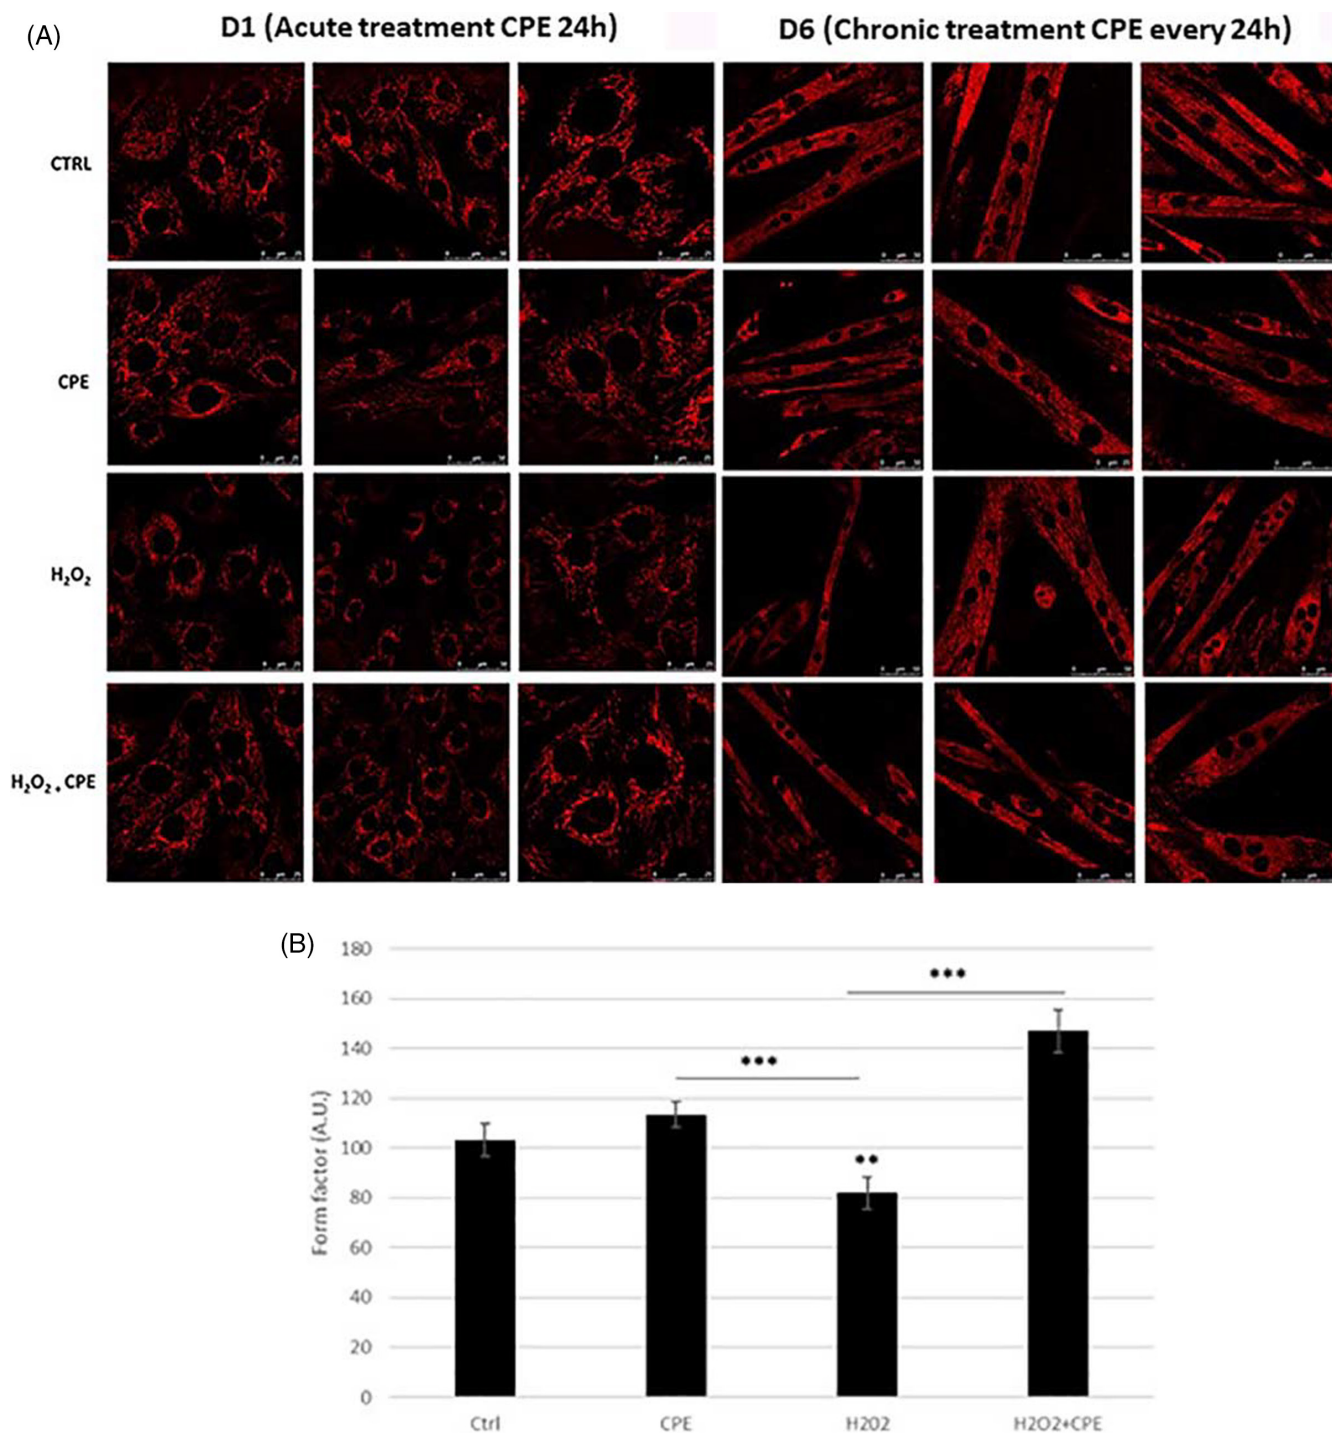 (A)
D1 (Acute treatment CPE 24h)
D6 (Chronic treatment CPE every 24h)
CTRL
CPE
H₂O₂
H₂O₂ + CPE
(B)
180
160
140
120
100
80
60
40
20
0
Form factor (A.U.)
***
***
**
Ctrl
CPE
H2O2
H2O2+CPE